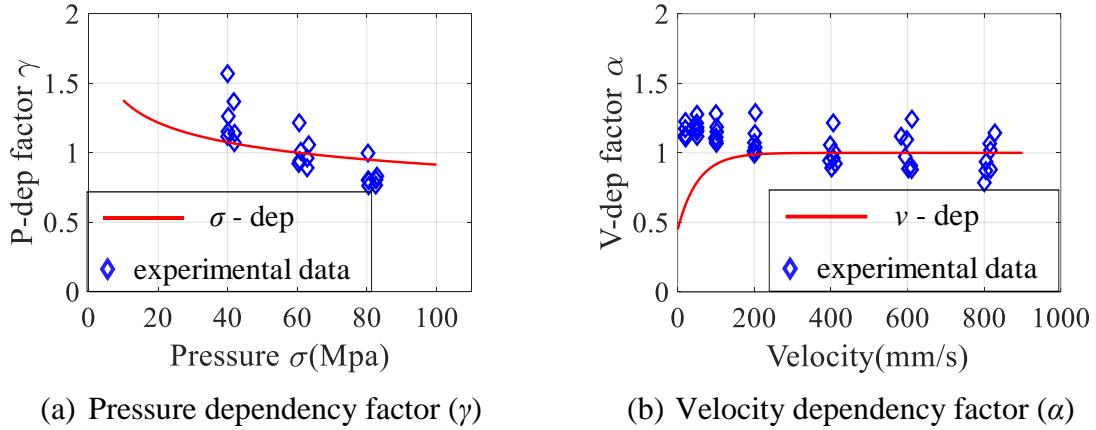 2
1.5
1
0.5
0
P-dep factor γ
σ - dep
experimental data
0 20 40 60 80 100
Pressure σ(Mpa)
(a) Pressure dependency factor (γ)
2
1.5
1
0.5
0
V-dep factor α
v - dep
experimental data
0 200 400 600 800 1000
Velocity(mm/s)
(b) Velocity dependency factor (α)